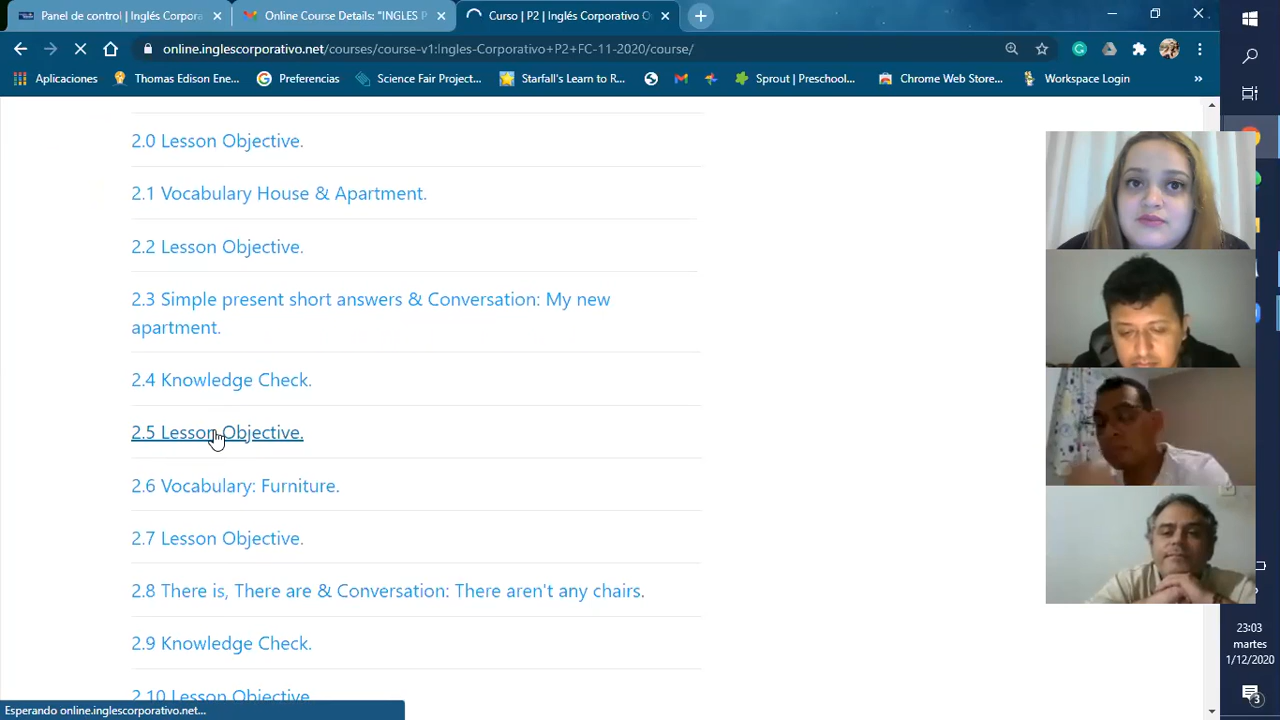 Panel de control | Inglés Corpora
Online Course Details: "INGLES P
Curso | P2 | Inglés Corporativo O
online.inglescorporativo.net/courses/course-v1:Ingles-Corporativo+P2+FC-11-2020/course/
Aplicaciones
Thomas Edison Ene...
Preferencias
Science Fair Project...
Starfall's Learn to R...
Sprout | Preschool...
Chrome Web Store...
Workspace Login
»
2.0 Lesson Objective.
2.1 Vocabulary House & Apartment.
2.2 Lesson Objective.
2.3 Simple present short answers & Conversation: My new
apartment.
2.4 Knowledge Check.
2.5 Lesson Objective.
2.6 Vocabulary: Furniture.
2.7 Lesson Objective.
2.8 There is, There are & Conversation: There aren't any chairs.
2.9 Knowledge Check.
2.10 Lesson Objective.
Esperando online.inglescorporativo.net...
23:03
martes
1/12/2020
3